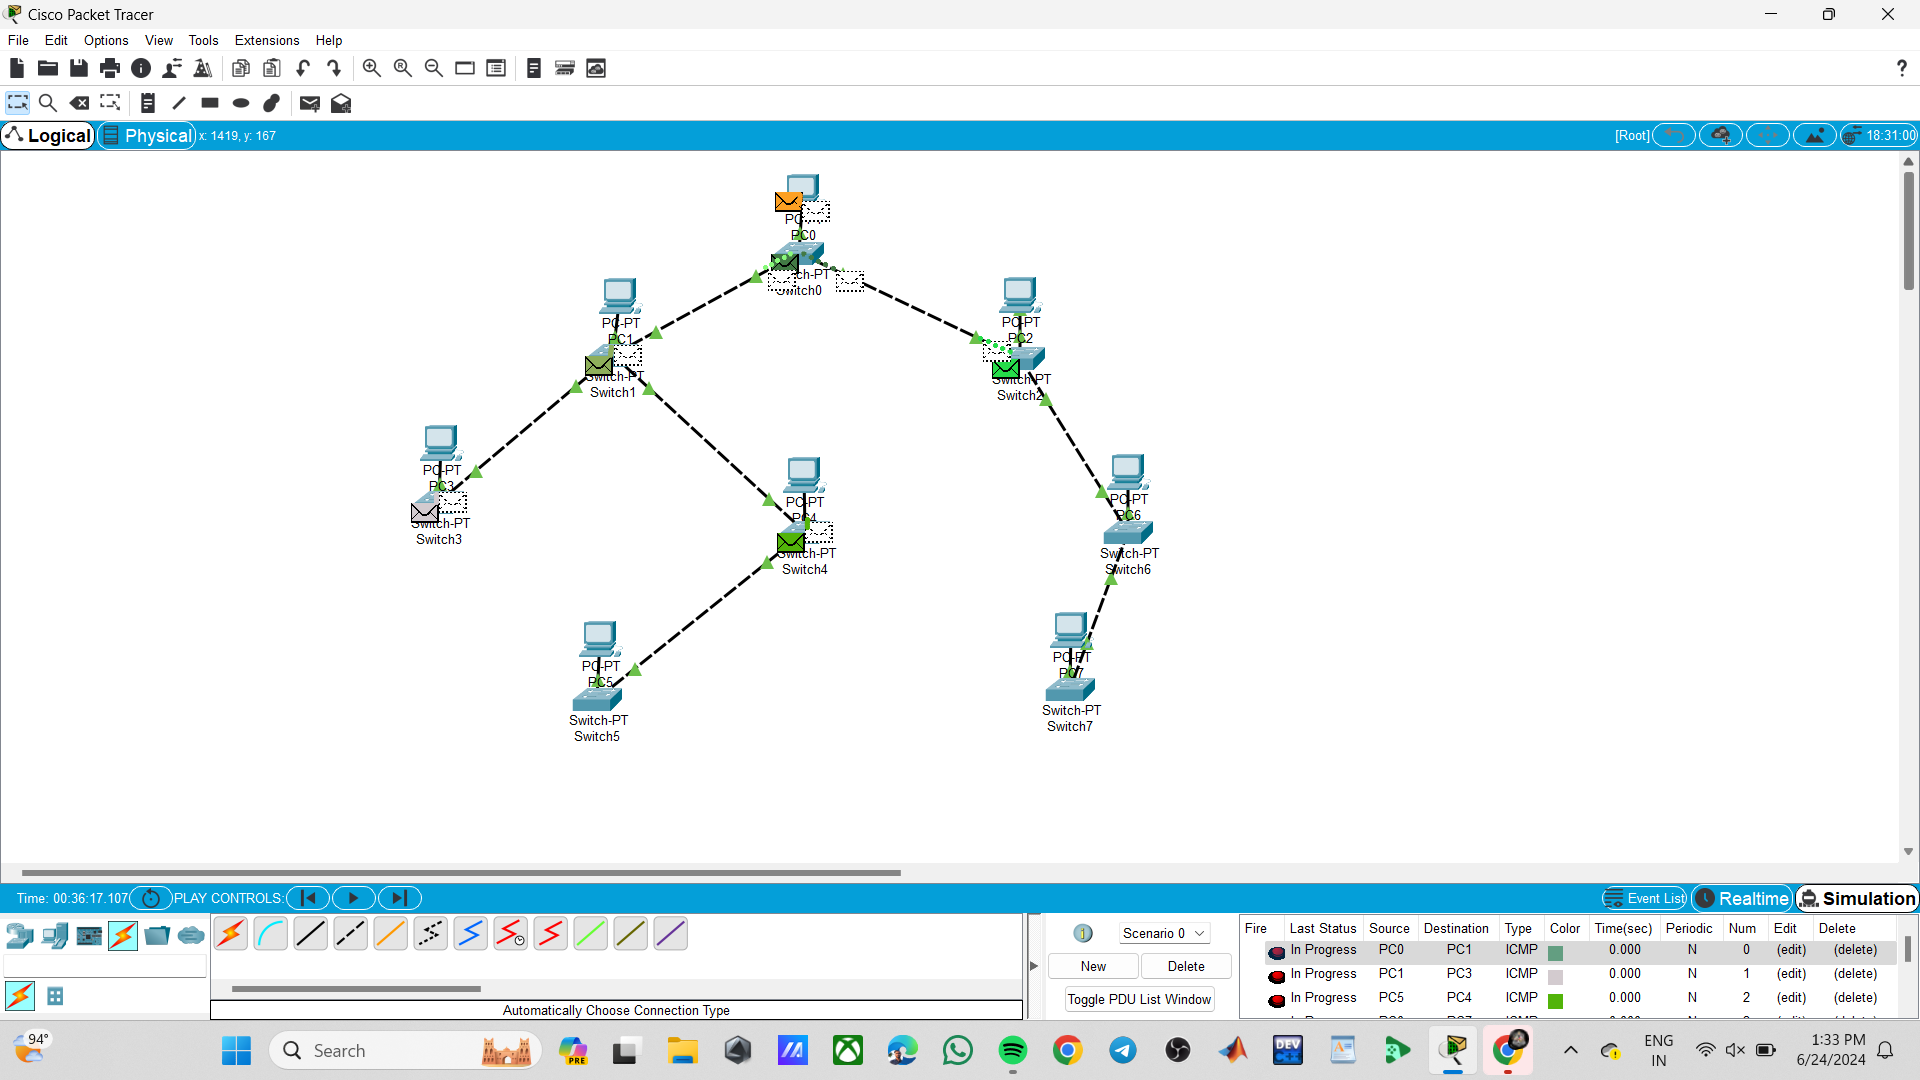 Cisco Packet Tracer
File Edit Options View Tools Extensions Help
?
Logical Physical x: 1419, y: 167 [Root] 18:31:00
PC0
Switch0
PC-PT
PC1
Switch-PT
Switch1
PC-PT
PC2
Switch-PT
Switch2
PC-PT
PC3
Switch-PT
Switch3
PC-PT
PC4
Switch-PT
Switch4
PC-PT
PC6
Switch-PT
Switch6
PC-PT
PC5
Switch-PT
Switch5
PC-PT
PC7
Switch-PT
Switch7
Time: 00:36:17.107 PLAY CONTROLS: Event List Realtime Simulation
Scenario 0
New Delete
Toggle PDU List Window
Automatically Choose Connection Type
Fire Last Status Source Destination Type Color Time(sec) Periodic Num Edit Delete
In Progress PC0 PC1 ICMP 0.000 N 0 (edit) (delete)
In Progress PC1 PC3 ICMP 0.000 N 1 (edit) (delete)
In Progress PC5 PC4 ICMP 0.000 N 2 (edit) (delete)
94°
Search
PRE
DEV
ENG
IN
1:33 PM
6/24/2024